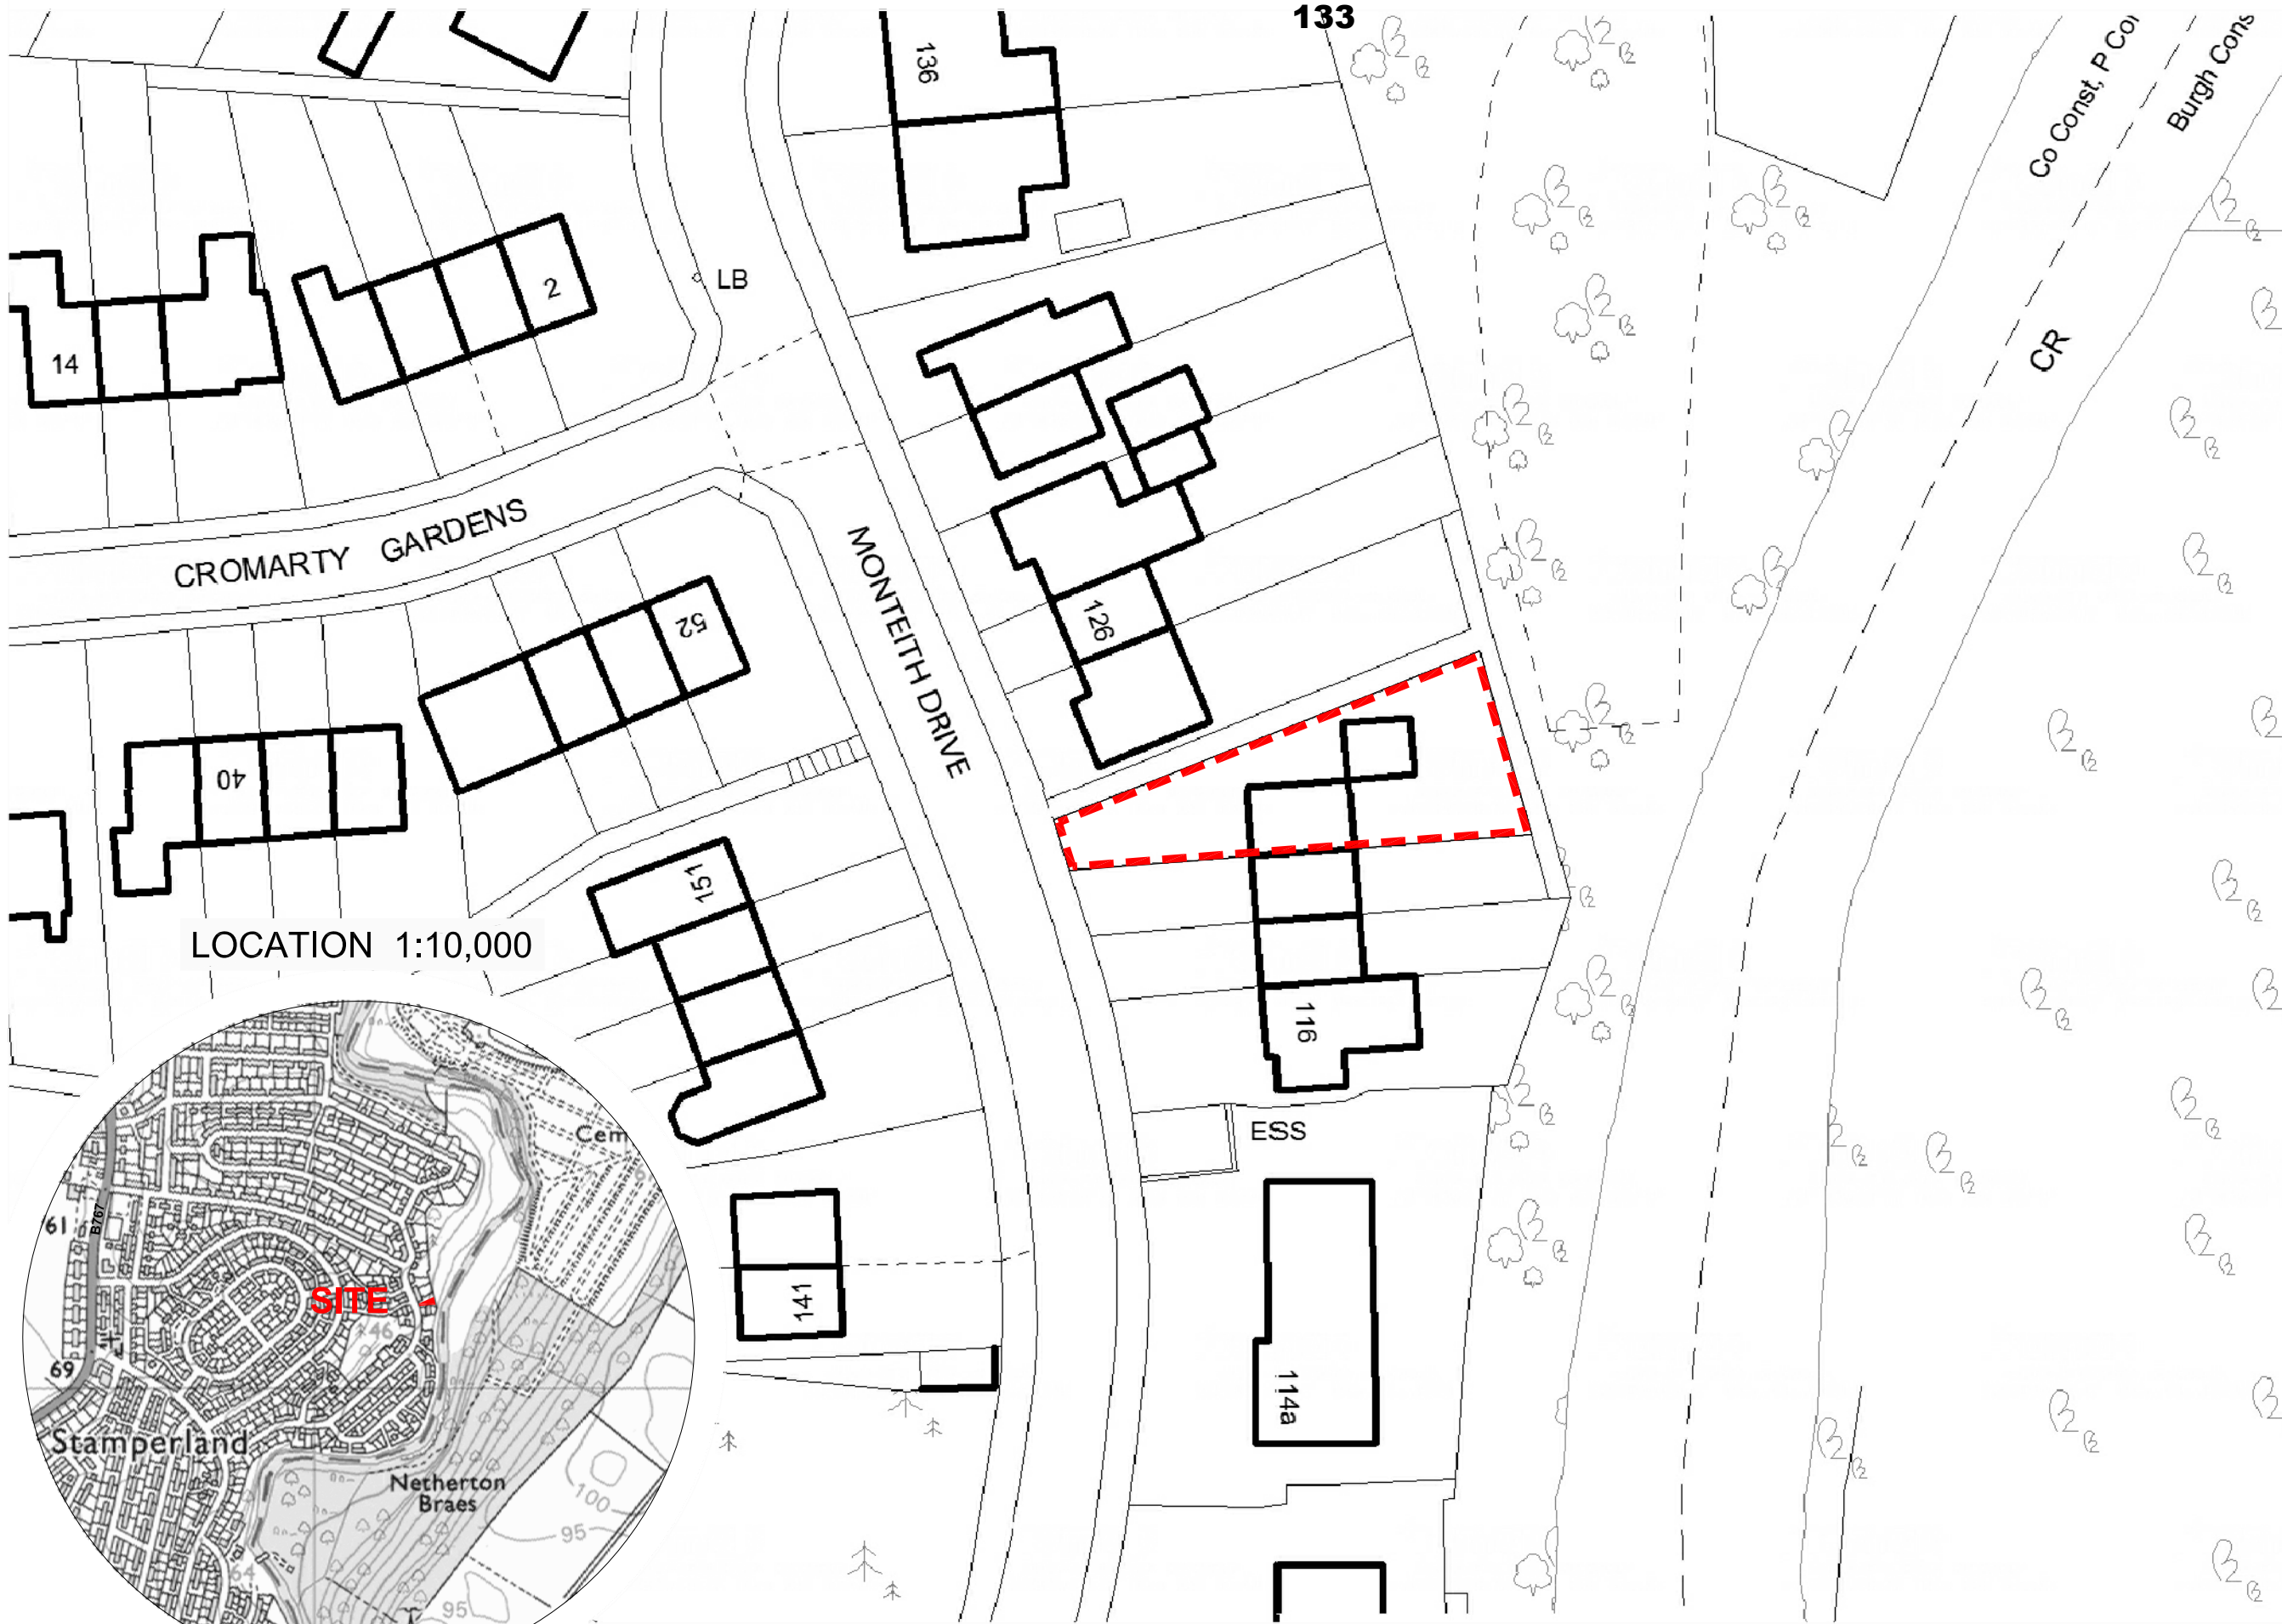 133
136
Co Const, P Co
Burgh Cons
LB
2
14
CR
CROMARTY GARDENS
MONTEITH DRIVE
126
52
40
151
LOCATION 1:10,000
116
ESS
Cem
61
B767
SITE
46
141
69
114a
Stamperland
Netherton
Braes
100
95
64
95